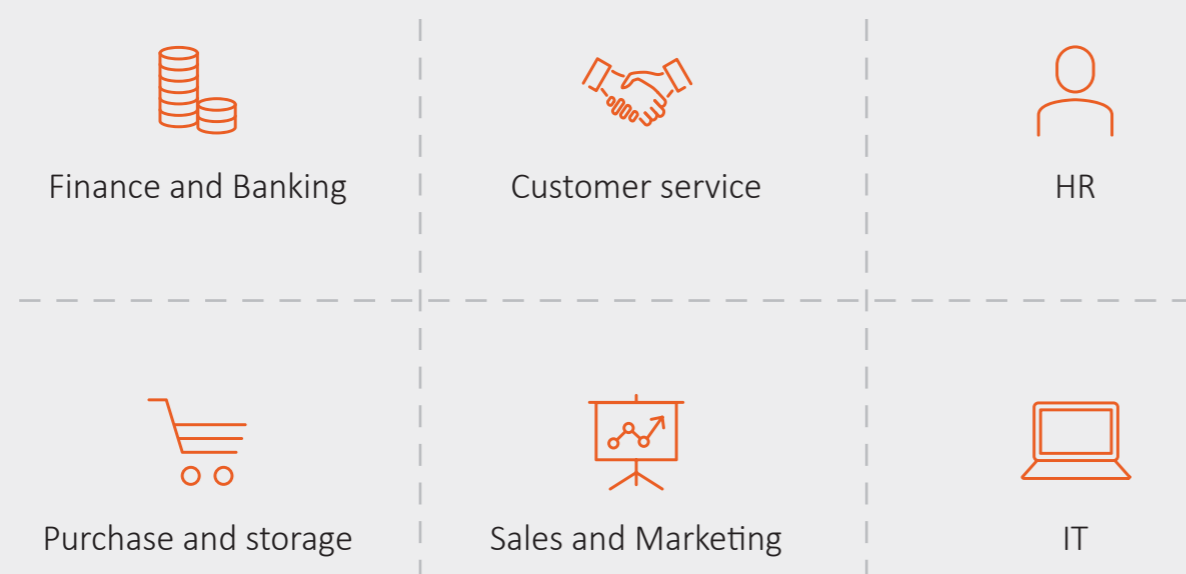 Finance and Banking
Customer service
HR
Purchase and storage
Sales and Marketing
IT